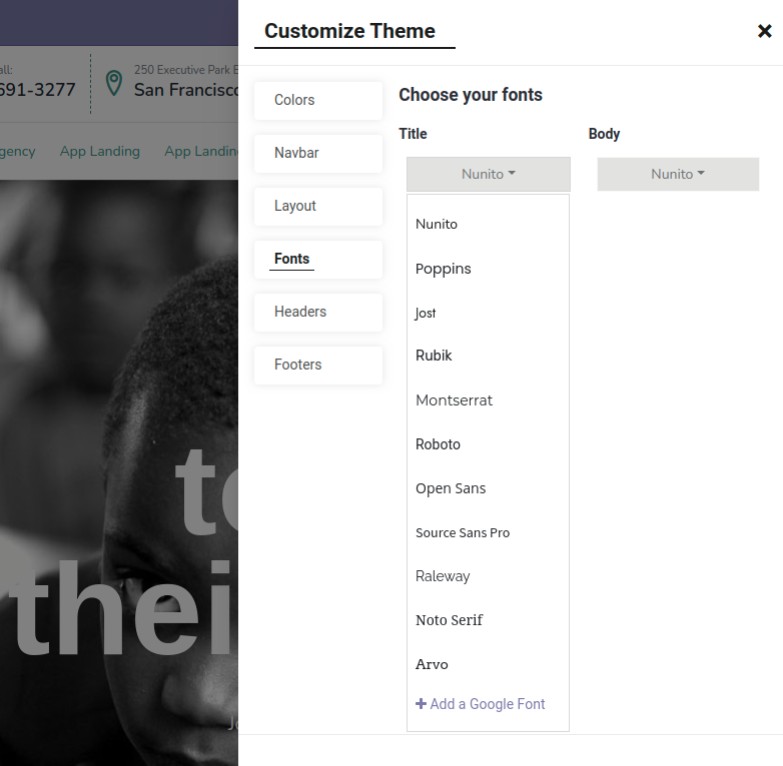 Customize Theme
all:
691-3277
250 Executive Park
San Francisco
gency App Landing App Landin
Colors
Navbar
Layout
Fonts
Headers
Footers
Choose your fonts
Title
Body
Nunito
Nunito
Nunito
Poppins
Jost
Rubik
Montserrat
Roboto
Open Sans
Source Sans Pro
Raleway
Noto Serif
Arvo
Add a Google Font
to
thei